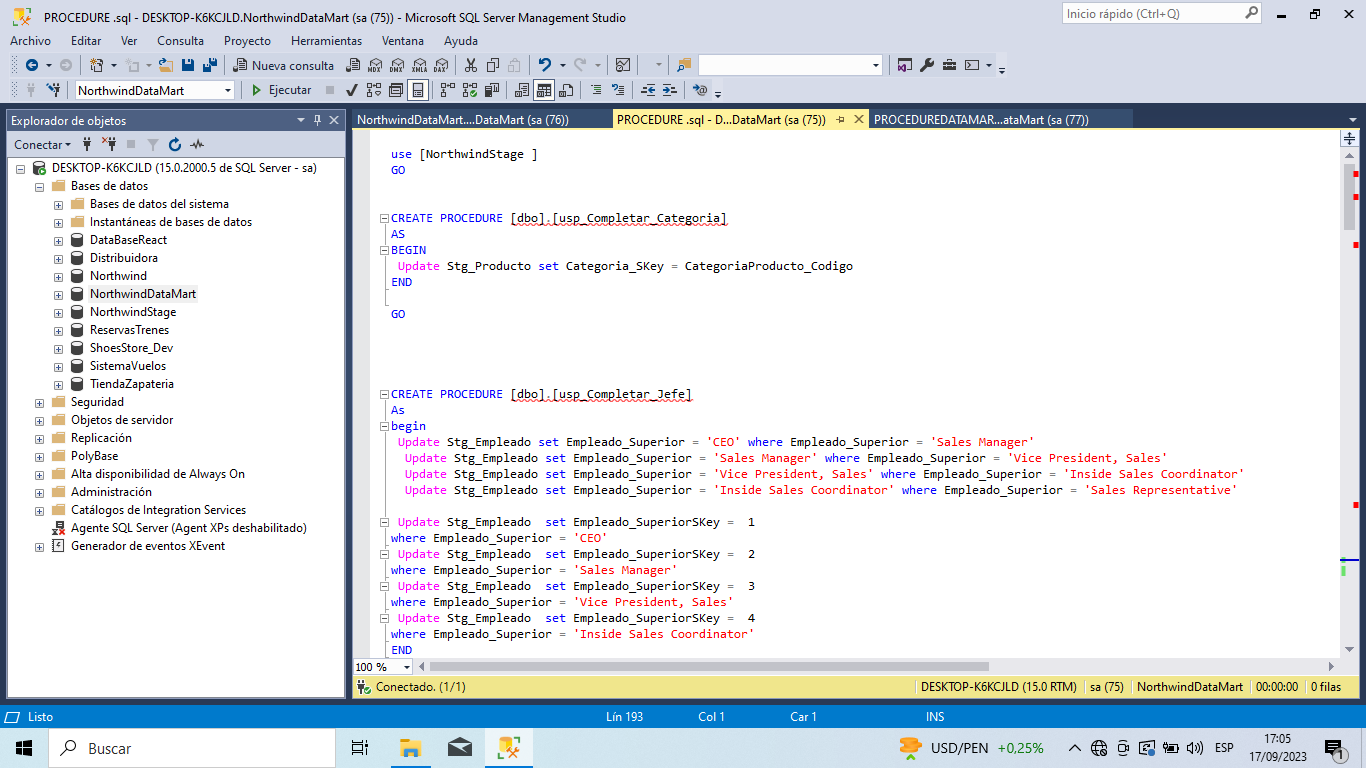 PROCEDURE .sql - DESKTOP-K6KCJLD.NorthwindDataMart (sa (75)) - Microsoft SQL Server Management Studio
Inicio rápido (Ctrl+Q)
Archivo Editar Ver Consulta Proyecto Herramientas Ventana Ayuda
Nueva consulta
MDX DMX XMLA DAX
NorthwindDataMart
Ejecutar
Explorador de objetos
Conectar
DESKTOP-K6KCJLD (15.0.2000.5 de SQL Server - sa)
Bases de datos
Bases de datos del sistema
Instantáneas de bases de datos
DataBaseReact
Distribuidora
Northwind
NorthwindDataMart
NorthwindStage
ReservasTrenes
ShoesStore_Dev
SistemaVuelos
TiendaZapateria
Seguridad
Objetos de servidor
Replicación
PolyBase
Alta disponibilidad de Always On
Administración
Catálogos de Integration Services
Agente SQL Server (Agent XPs deshabilitado)
Generador de eventos XEvent
NorthwindDataMart....DataMart (sa (76)) PROCEDURE .sql - D...DataMart (sa (75)) PROCEDUREDATAMAR...ataMart (sa (77))
use [NorthwindStage ]
GO
CREATE PROCEDURE [dbo].[usp_Completar_Categoria]
AS
BEGIN
Update Stg_Producto set Categoria_SKey = CategoriaProducto_Codigo
END
GO
CREATE PROCEDURE [dbo].[usp_Completar_Jefe]
As
begin
Update Stg_Empleado set Empleado_Superior = 'CEO' where Empleado_Superior = 'Sales Manager'
Update Stg_Empleado set Empleado_Superior = 'Sales Manager' where Empleado_Superior = 'Vice President, Sales'
Update Stg_Empleado set Empleado_Superior = 'Vice President, Sales' where Empleado_Superior = 'Inside Sales Coordinator'
Update Stg_Empleado set Empleado_Superior = 'Inside Sales Coordinator' where Empleado_Superior = 'Sales Representative'
Update Stg_Empleado  set Empleado_SuperiorSKey =  1
where Empleado_Superior = 'CEO'
Update Stg_Empleado  set Empleado_SuperiorSKey =  2
where Empleado_Superior = 'Sales Manager'
Update Stg_Empleado  set Empleado_SuperiorSKey =  3
where Empleado_Superior = 'Vice President, Sales'
Update Stg_Empleado  set Empleado_SuperiorSKey =  4
where Empleado_Superior = 'Inside Sales Coordinator'
END
100 %
Conectado. (1/1) DESKTOP-K6KCJLD (15.0 RTM) sa (75) NorthwindDataMart 00:00:00 0 filas
Listo Lín 193 Col 1 Car 1 INS
Buscar
USD/PEN +0,25%
ESP
17:05
17/09/2023
1